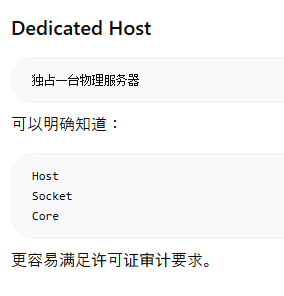 Dedicated Host
独占一台物理服务器
可以明确知道：
Host
Socket
Core
更容易满足许可证审计要求。